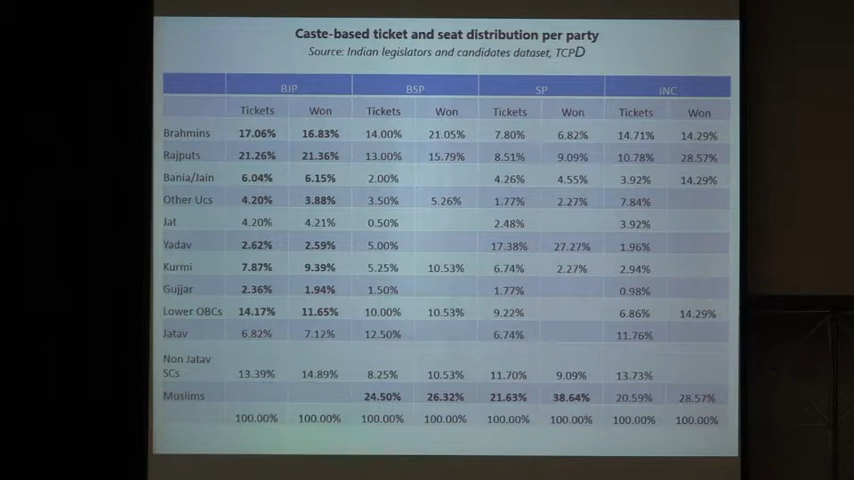 Caste-based ticket and seat distribution per party
Source: Indian legislators and candidates dataset, TCPD
BJP BSP SP INC
Tickets Won Tickets Won Tickets Won Tickets Won
Brahmins 17.06% 16.83% 14.00% 21.05% 7.80% 6.82% 14.71% 14.29%
Rajputs 21.26% 21.36% 13.00% 15.79% 8.51% 9.09% 10.78% 28.57%
Bania/Jain 6.04% 6.15% 2.00% 4.26% 4.55% 3.92% 14.29%
Other Ucs 4.20% 3.88% 3.50% 5.26% 1.77% 2.27% 7.84%
Jat 4.20% 4.21% 0.50% 2.48% 3.92%
Yadav 2.62% 2.59% 5.00% 17.38% 27.27% 1.96%
Kurmi 7.87% 9.39% 5.25% 10.53% 6.74% 2.27% 2.94%
Gujjar 2.36% 1.94% 1.50% 1.77% 0.98%
Lower OBCs 14.17% 11.65% 10.00% 10.53% 9.22% 6.86% 14.29%
Jatav 6.82% 7.12% 12.50% 6.74% 11.76%
Non Jatav
SCs 13.39% 14.89% 8.25% 10.53% 11.70% 9.09% 13.73%
Muslims 24.50% 26.32% 21.63% 38.64% 20.59% 28.57%
100.00% 100.00% 100.00% 100.00% 100.00% 100.00% 100.00% 100.00%